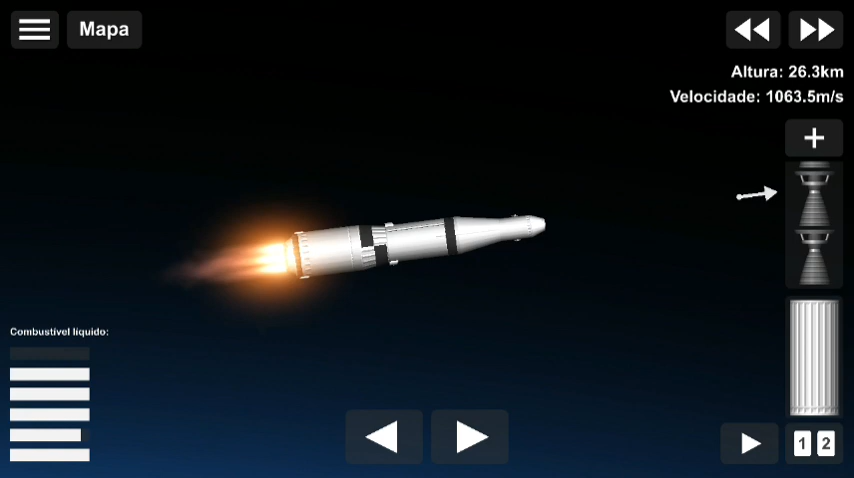 Mapa
Altura: 26.3km
Velocidade: 1063.5m/s
Combustível líquido:
1 2